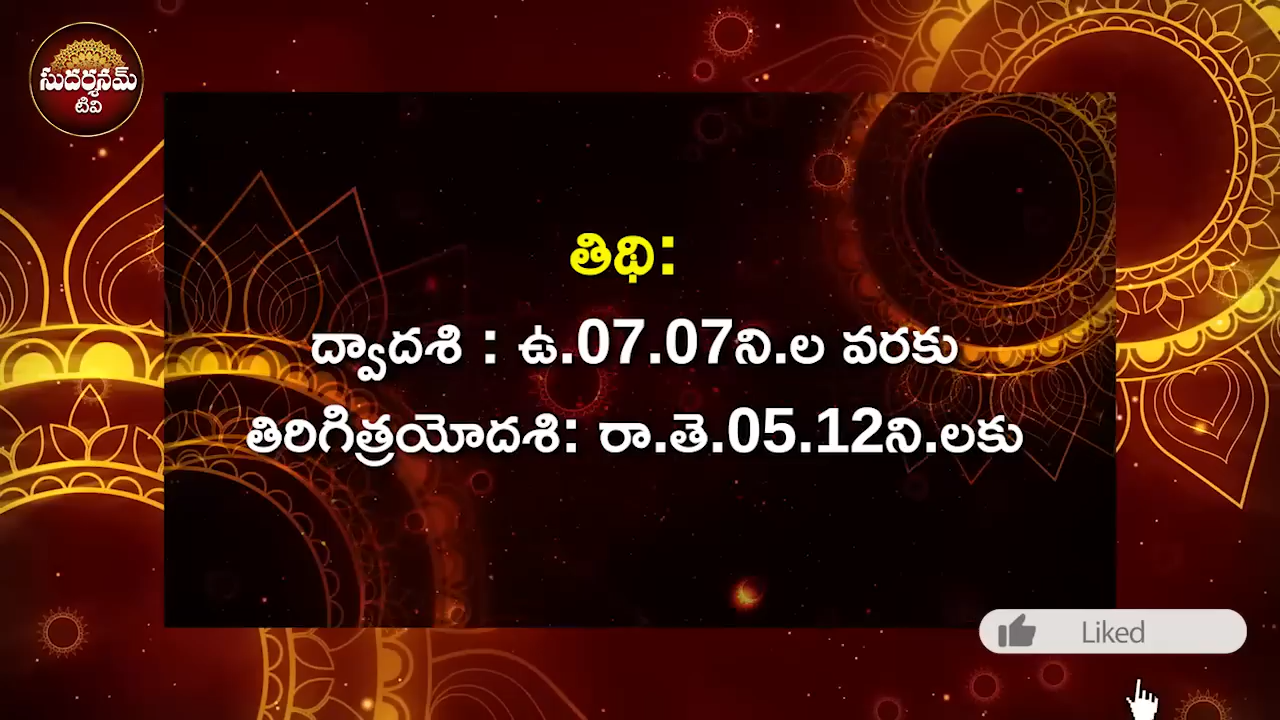 సుదర్శనమ్
టివి
తిథి:
ద్వాదశి : ఉ.07.07ని.ల వరకు
తిరిగిత్రయోదశి: రా.తె.05.12ని.లకు
Liked